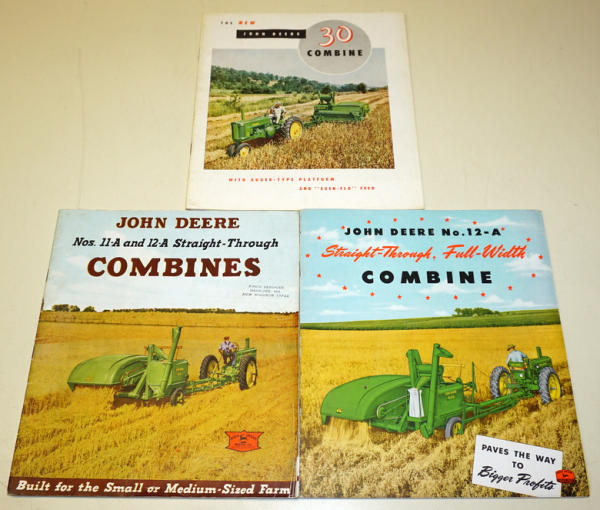 THE NEW
JOHN DEERE
30
COMBINE
WITH AUGER-TYPE PLATFORM
AND "EVEN-FLO" FEED
JOHN DEERE
Nos. 11-A and 12-A Straight-Through
COMBINES
Built for the Small or Medium-Sized Farm
JOHN DEERE No. 12-A
Straight-Through, Full-Width
COMBINE
PAVES THE WAY
TO
Bigger Profits